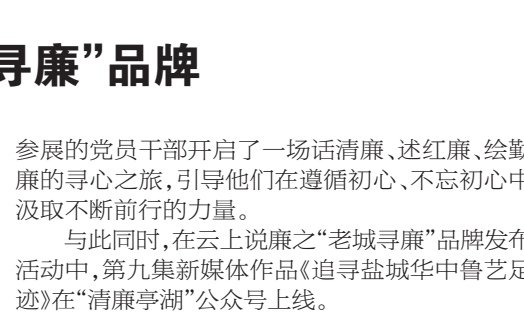 寻廉”品牌
参展的党员干部开启了一场话清廉、述红廉、绘勤
廉的寻心之旅,引导他们在遵循初心、不忘初心中
汲取不断前行的力量。
与此同时,在云上说廉之“老城寻廉”品牌发布
活动中,第九集新媒体作品《追寻盐城华中鲁艺足
迹》在“清廉亭湖”公众号上线。